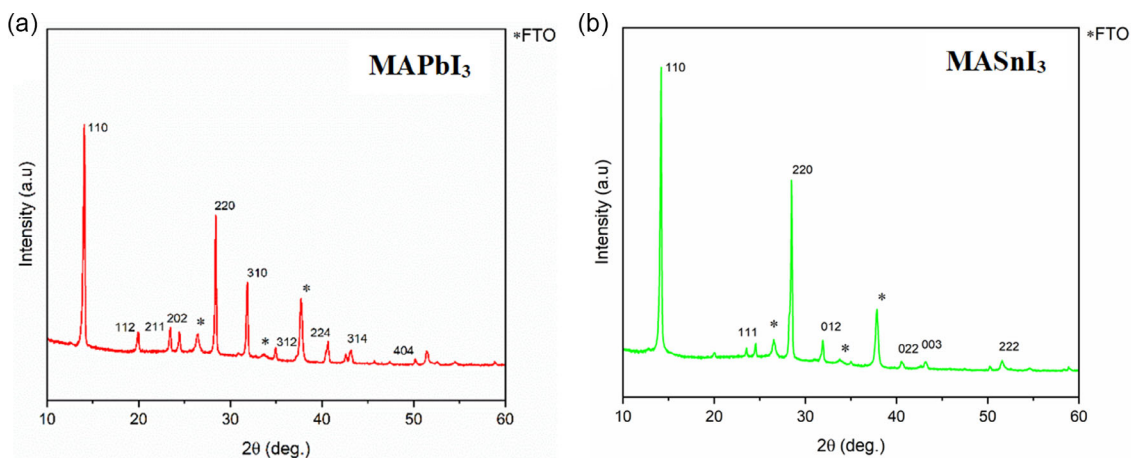 (a)
*FTO
MAPbI₃
110
220
310
*
112
211
202
*
*
312
224
314
404
Intensity (a.u)
10 20 30 40 50 60
2θ (deg.)
(b)
*FTO
MASnI₃
110
220
*
111
*
012
*
022
003
222
Intensity (a.u)
10 20 30 40 50 60
2θ (deg.)